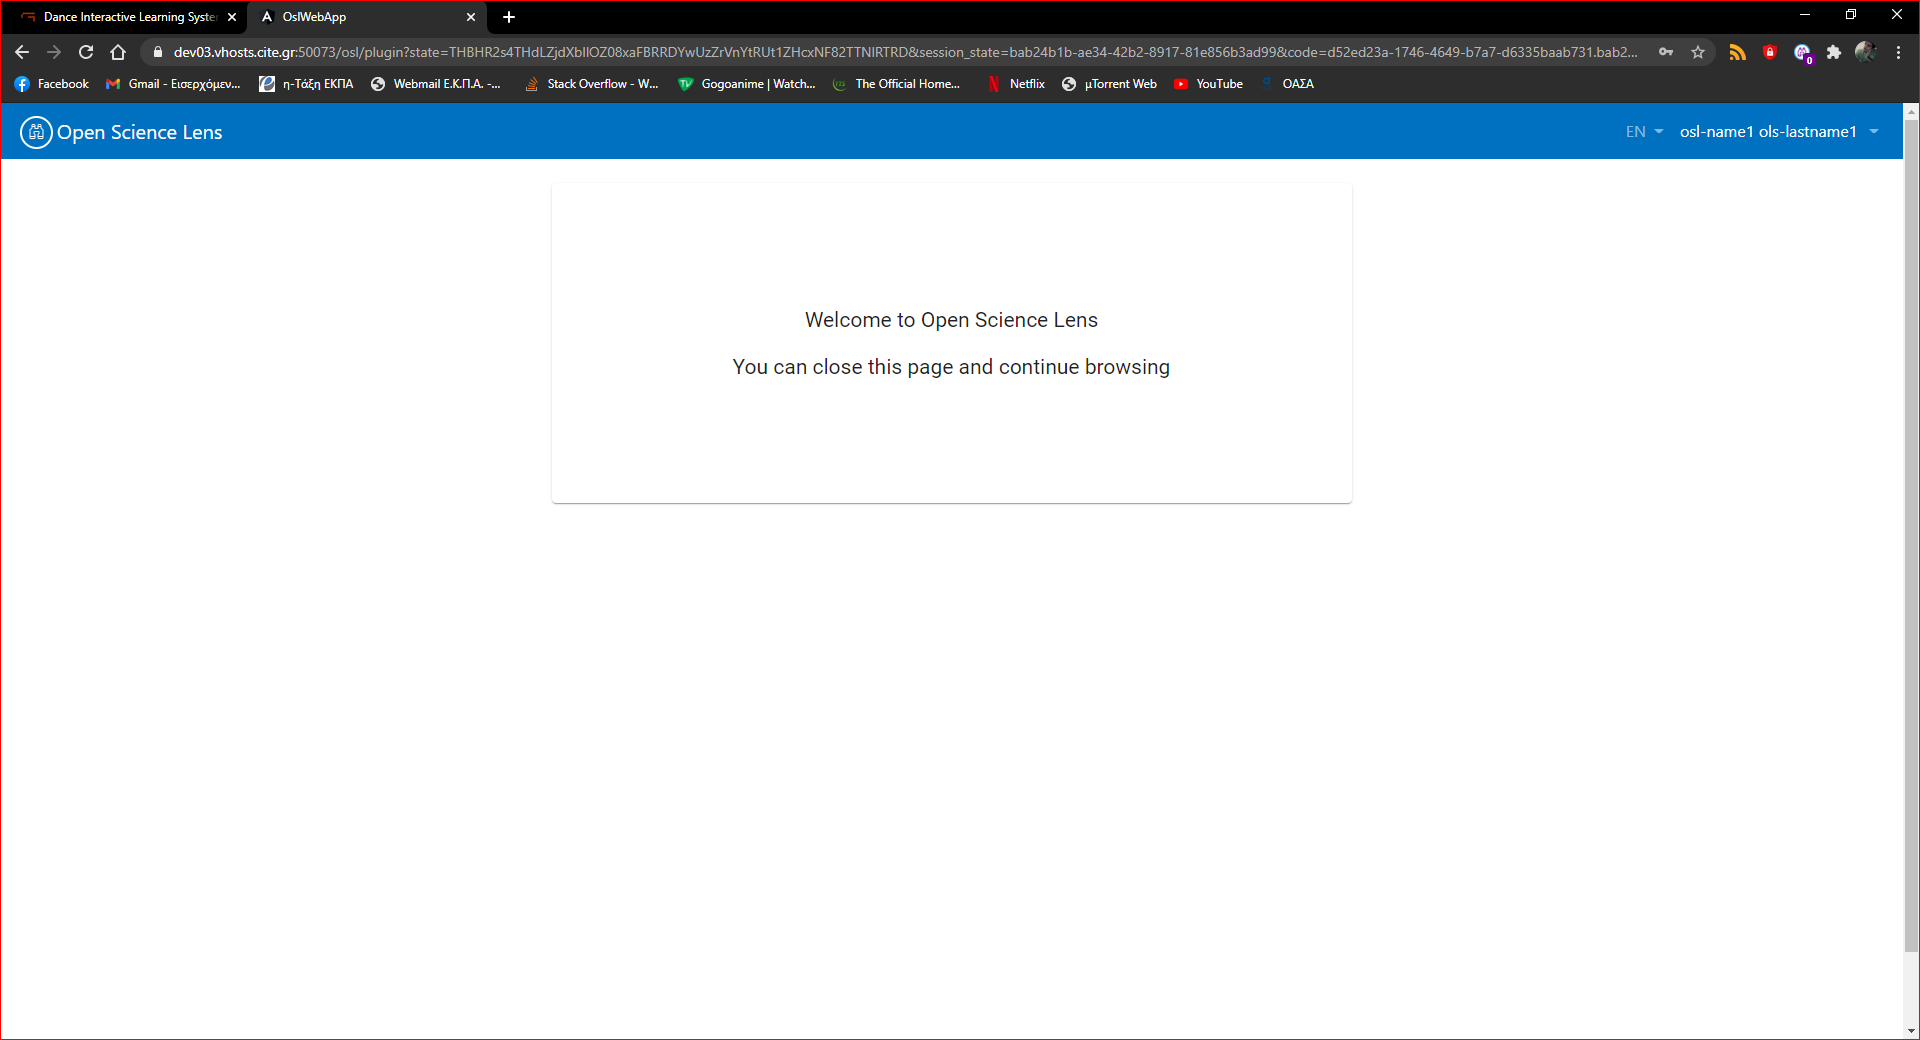 Dance Interactive Learning Syste
OslWebApp
dev03.vhosts.cite.gr:50073/osl/plugin?state=THBHR2s4THdLZjdXbllOZ08xaFBRRDYwUzZrVnYtRUt1ZHcxNF82TTNIRTRD&session_state=bab24b1b-ae34-42b2-8917-81e856b3ad99&code=d52ed23a-1746-4649-b7a7-d6335baab731.bab2...
0
Facebook
Gmail - Εισερχόμεν...
η-Τάξη ΕΚΠΑ
Webmail Ε.Κ.Π.Α. -...
Stack Overflow - W...
Gogoanime | Watch...
The Official Home...
Netflix
μTorrent Web
YouTube
ΟΑΣΑ
Open Science Lens
EN
osl-name1 ols-lastname1
Welcome to Open Science Lens
You can close this page and continue browsing